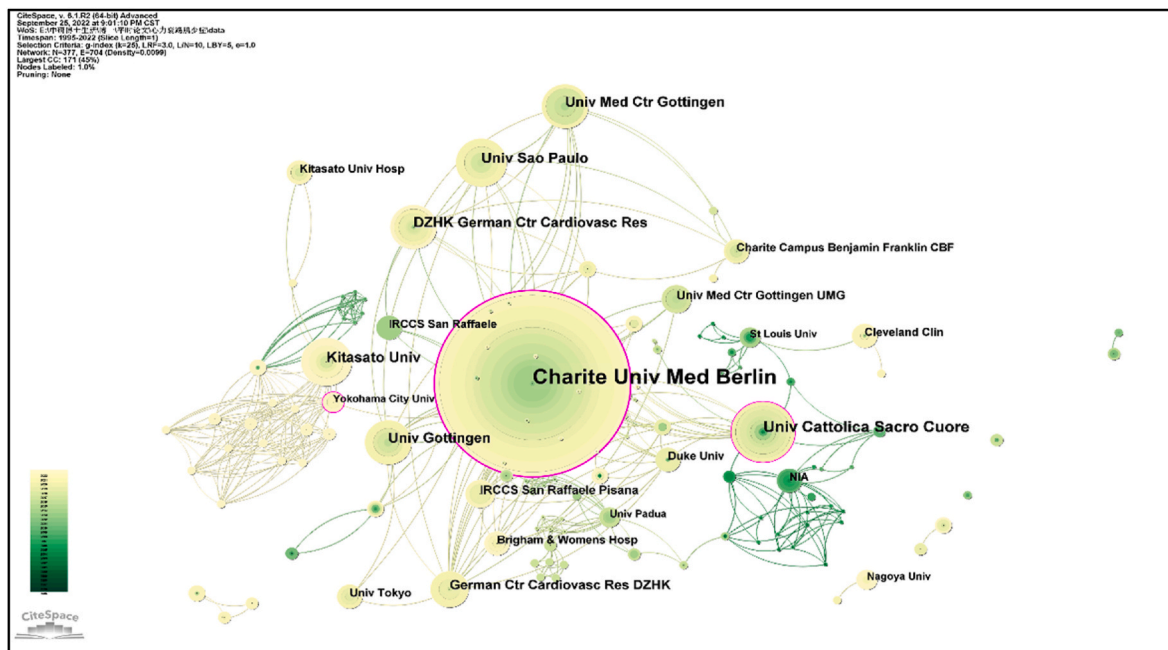 CiteSpace, v. 6.1.R2 (64-bit) Advanced
September 25, 2022 at 9:01:10 PM CST
Timespan: 1995-2022 (Slice Length=1)
Selection Criteria: g-index (k=25), LRF=3.0, L/N=10, LBY=5, e=1.0
Network: N=377, E=704 (Density=0.0099)
Largest CC: 171 (45%)
Nodes Labeled: 1.0%
Pruning: None
Univ Med Ctr Gottingen
Univ Sao Paulo
Kitasato Univ Hosp
DZHK German Ctr Cardiovasc Res
Charite Campus Benjamin Franklin CBF
Univ Med Ctr Gottingen UMG
IRCCS San Raffaele
St Louis Univ
Cleveland Clin
Kitasato Univ
Charite Univ Med Berlin
Yokohama City Univ
Univ Cattolica Sacro Cuore
Univ Gottingen
Duke Univ
NIA
IRCCS San Raffaele Pisana
Univ Padua
Brigham & Womens Hosp
Nagoya Univ
German Ctr Cardiovasc Res DZHK
Univ Tokyo
CiteSpace